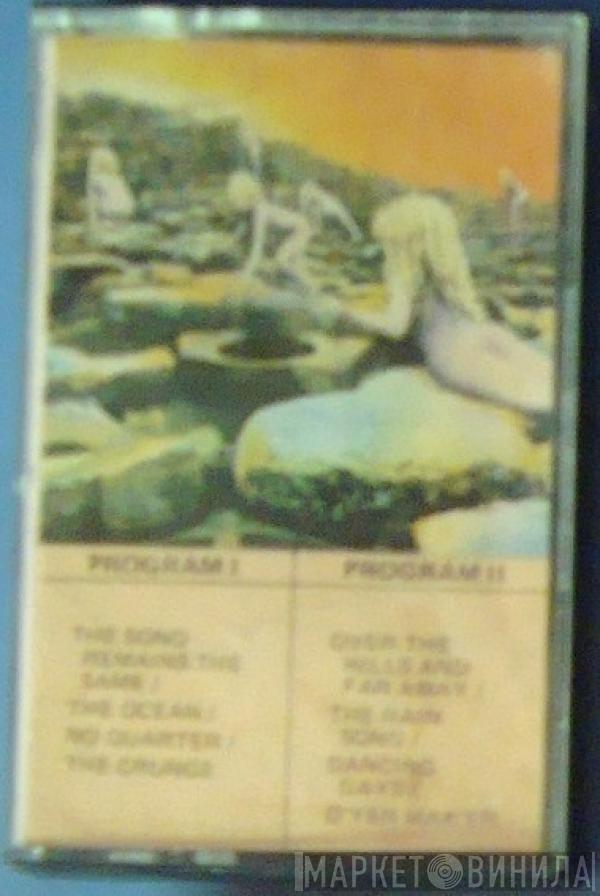 PROGRAM I
THE SONG
REMAINS THE
SAME /
THE OCEAN /
NO QUARTER /
THE CRUNGE
PROGRAM II
OVER THE
HILLS AND
FAR AWAY /
THE RAIN
SONG /
DANCING
DAYS /
D'YER MAK'ER
МАРКЕТ ВИНИЛА